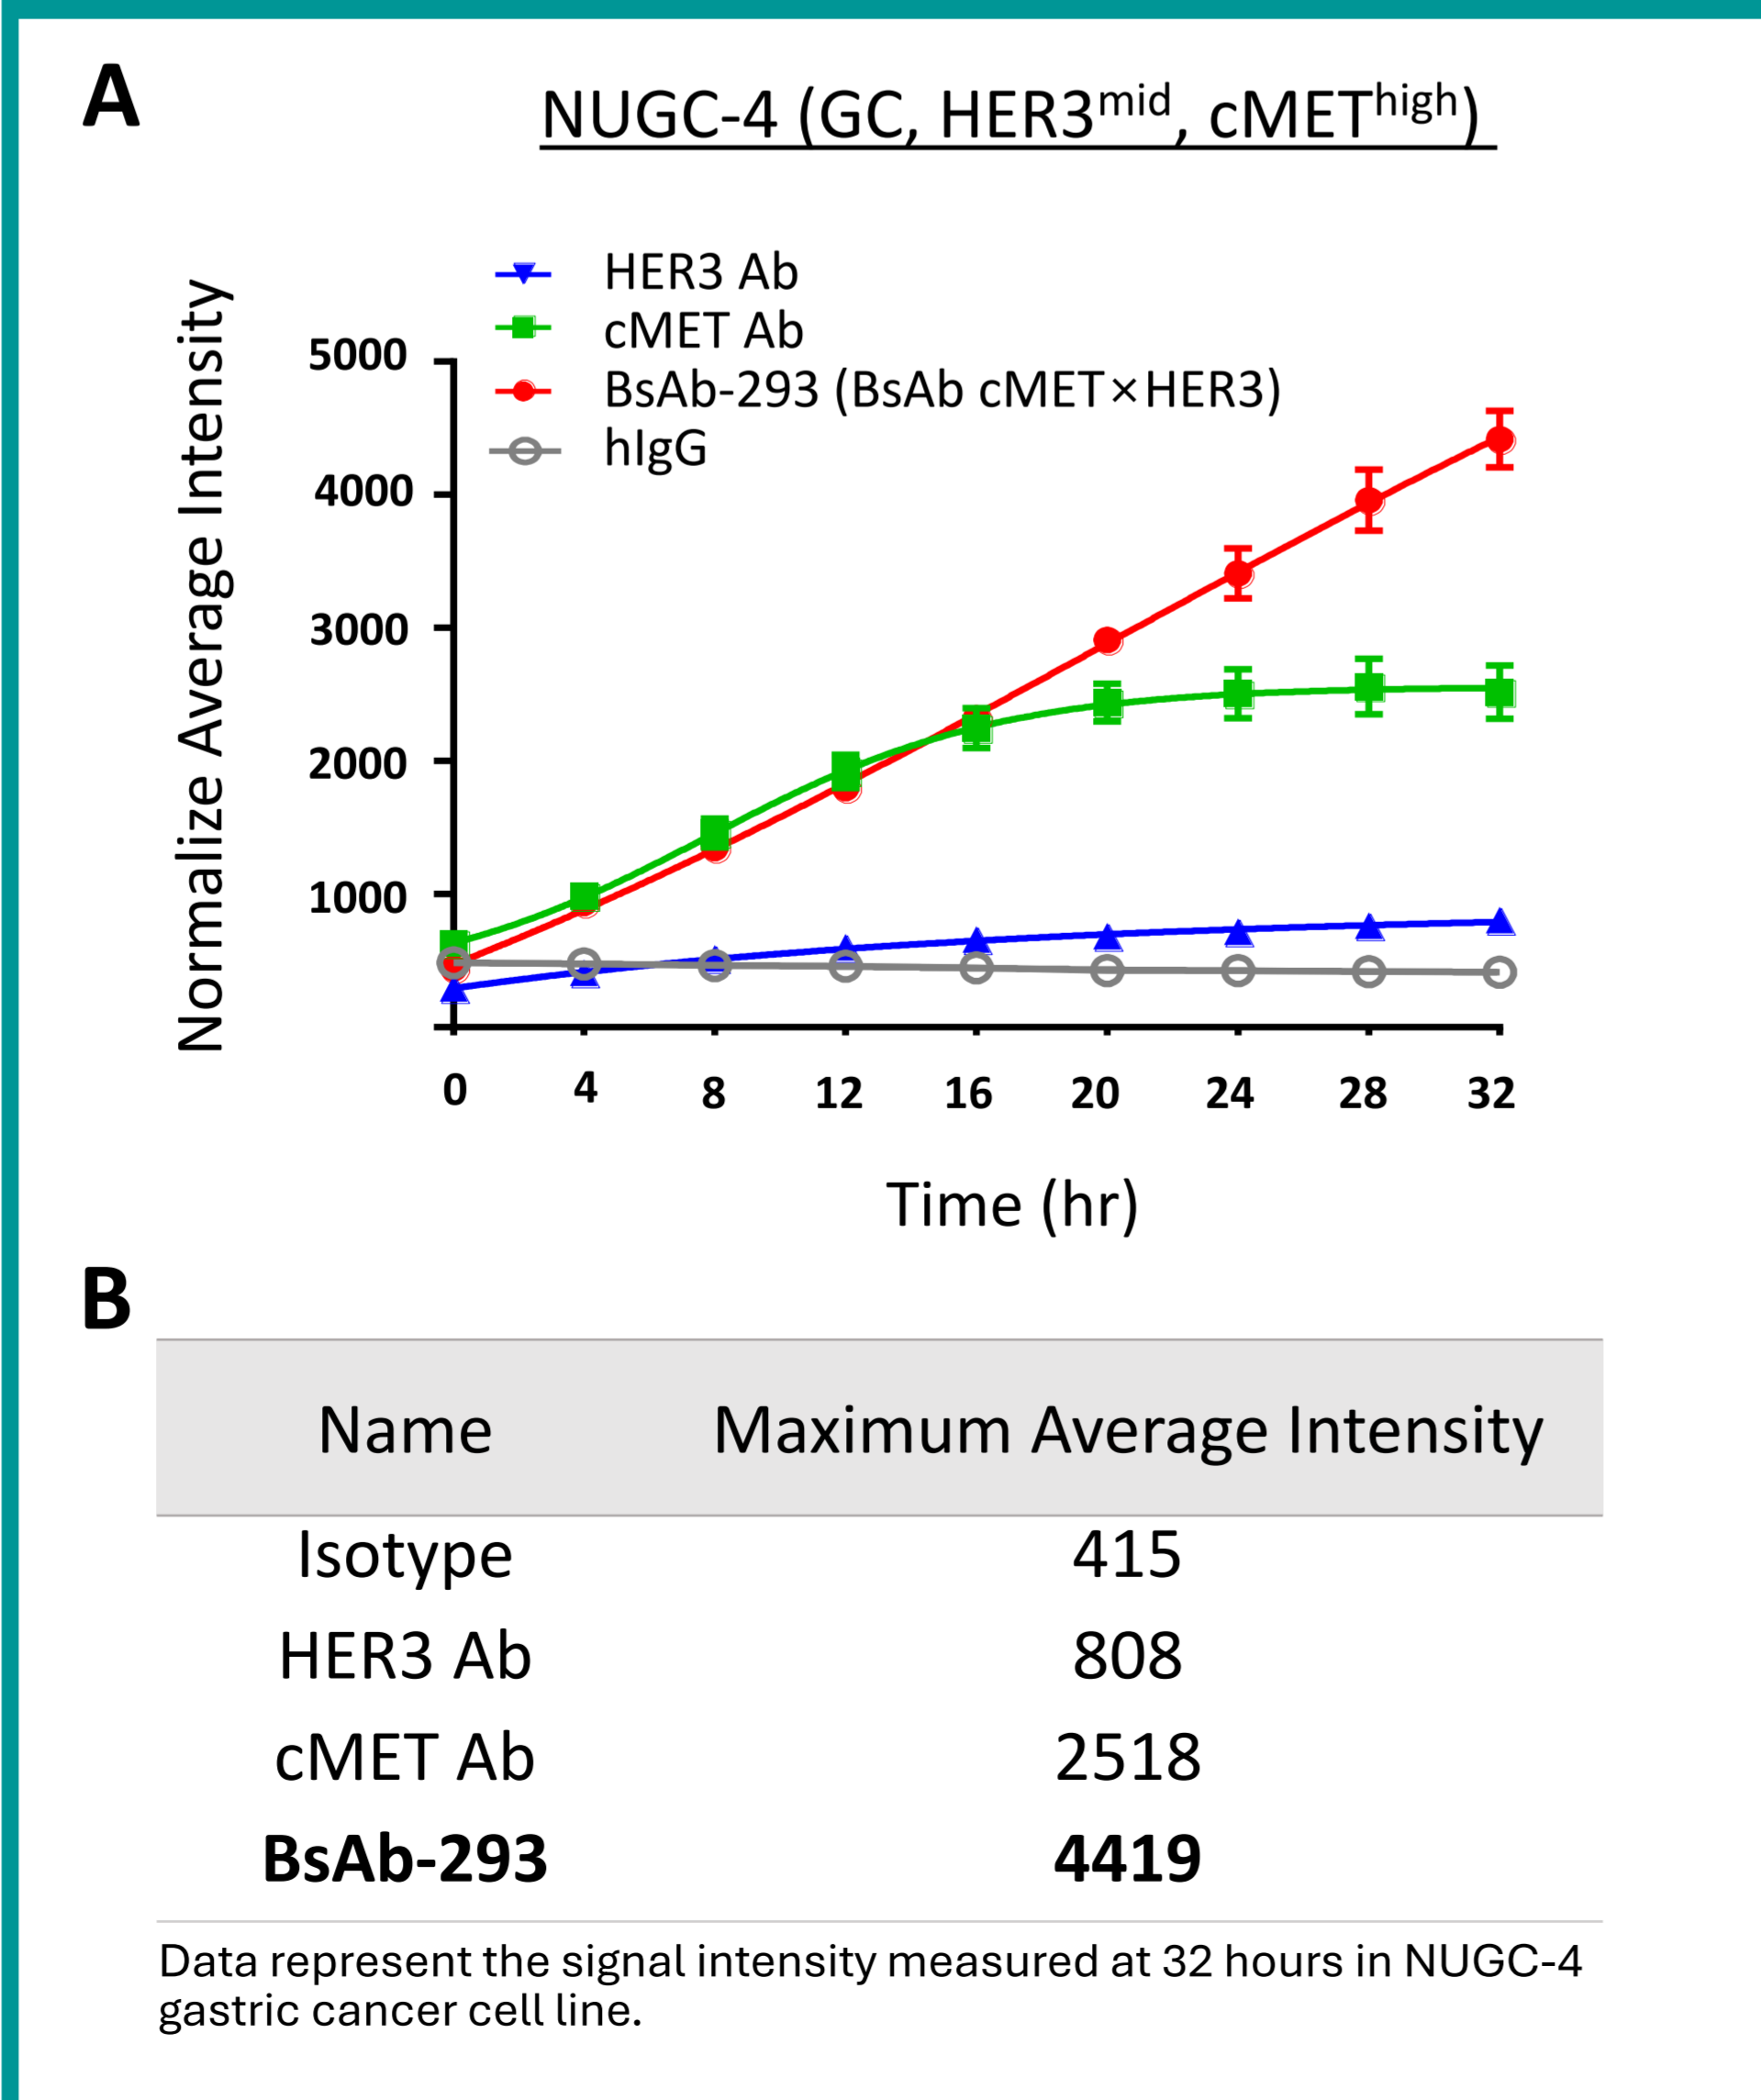 A
NUGC-4 (GC, HER3ᵐⁱᵈ, cMETʰⁱᵍʰ)
HER3 Ab
cMET Ab
BsAb-293 (BsAb cMET×HER3)
hIgG
Normalize Average Intensity
5000
4000
3000
2000
1000
0 4 8 12 16 20 24 28 32
Time (hr)
B
Name Maximum Average Intensity
Isotype 415
HER3 Ab 808
cMET Ab 2518
BsAb-293 4419
Data represent the signal intensity measured at 32 hours in NUGC-4
gastric cancer cell line.